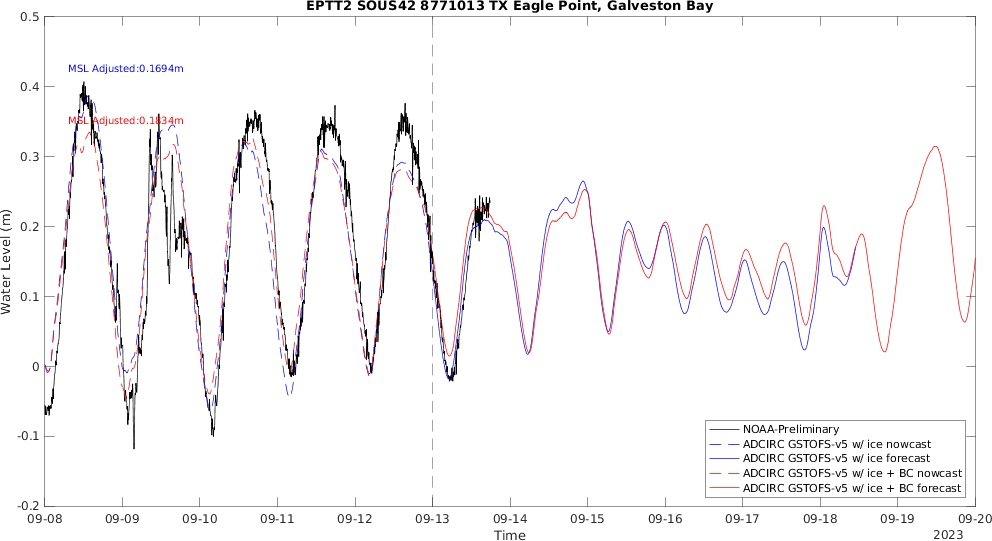 EPTT2 SOUS42 8771013 TX Eagle Point, Galveston Bay
0.5
MSL Adjusted:0.1694m
0.4
MSL Adjusted:0.1834m
0.3
0.2
0.1
0
-0.1
-0.2
Water Level (m)
NOAA-Preliminary
ADCIRC GSTOFS-v5 w/ ice nowcast
ADCIRC GSTOFS-v5 w/ ice forecast
ADCIRC GSTOFS-v5 w/ ice + BC nowcast
ADCIRC GSTOFS-v5 w/ ice + BC forecast
09-08 09-09 09-10 09-11 09-12 09-13 09-14 09-15 09-16 09-17 09-18 09-19 09-20
Time
2023